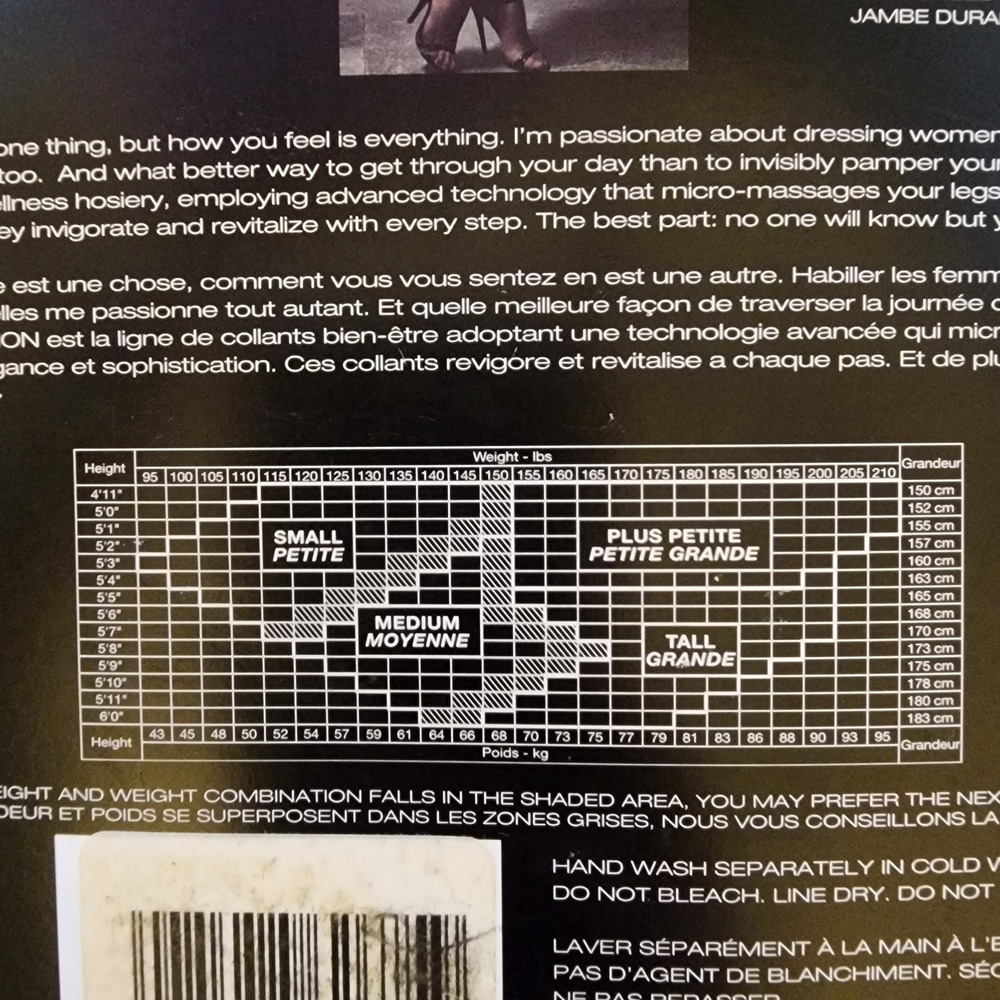 JAMBE DURA
one thing, but how you feel is everything. I'm passionate about dressing women
too. And what better way to get through your day than to invisibly pamper your
llness hosiery, employing advanced technology that micro-massages your legs
ey invigorate and revitalize with every step. The best part: no one will know but y
e est une chose, comment vous vous sentez en est une autre. Habiller les femm
lles me passionne tout autant. Et quelle meilleure façon de traverser la journée
ION est la ligne de collants bien-être adoptant une technologie avancée qui micr
gance et sophistication. Ces collants revigore et revitalise a chaque pas. Et de plu
Height Weight - lbs Grandeur
95 100 105 110 115 120 125 130 135 140 145 150 155 160 165 170 175 180 185 190 195 200 205 210
4'11" 150 cm
5'0" 152 cm
5'1" 155 cm
5'2" 157 cm
5'3" 160 cm
5'4" 163 cm
5'5" 165 cm
5'6" 168 cm
5'7" 170 cm
5'8" 173 cm
5'9" 175 cm
5'10" 178 cm
5'11" 180 cm
6'0" 183 cm
SMALL
PETITE
PLUS PETITE
PETITE GRANDE
MEDIUM
MOYENNE
TALL
GRANDE
43 45 48 50 52 54 57 59 61 64 66 68 70 73 75 77 79 81 83 86 88 90 93 95
Height Poids - kg Grandeur
EIGHT AND WEIGHT COMBINATION FALLS IN THE SHADED AREA, YOU MAY PREFER THE NEX
DEUR ET POIDS SE SUPERPOSENT DANS LES ZONES GRISES, NOUS VOUS CONSEILLONS LA
HAND WASH SEPARATELY IN COLD W
DO NOT BLEACH. LINE DRY. DO NOT
LAVER SÉPARÉMENT À LA MAIN À L'E
PAS D'AGENT DE BLANCHIMENT. SÉC
NE PAS REPASSER